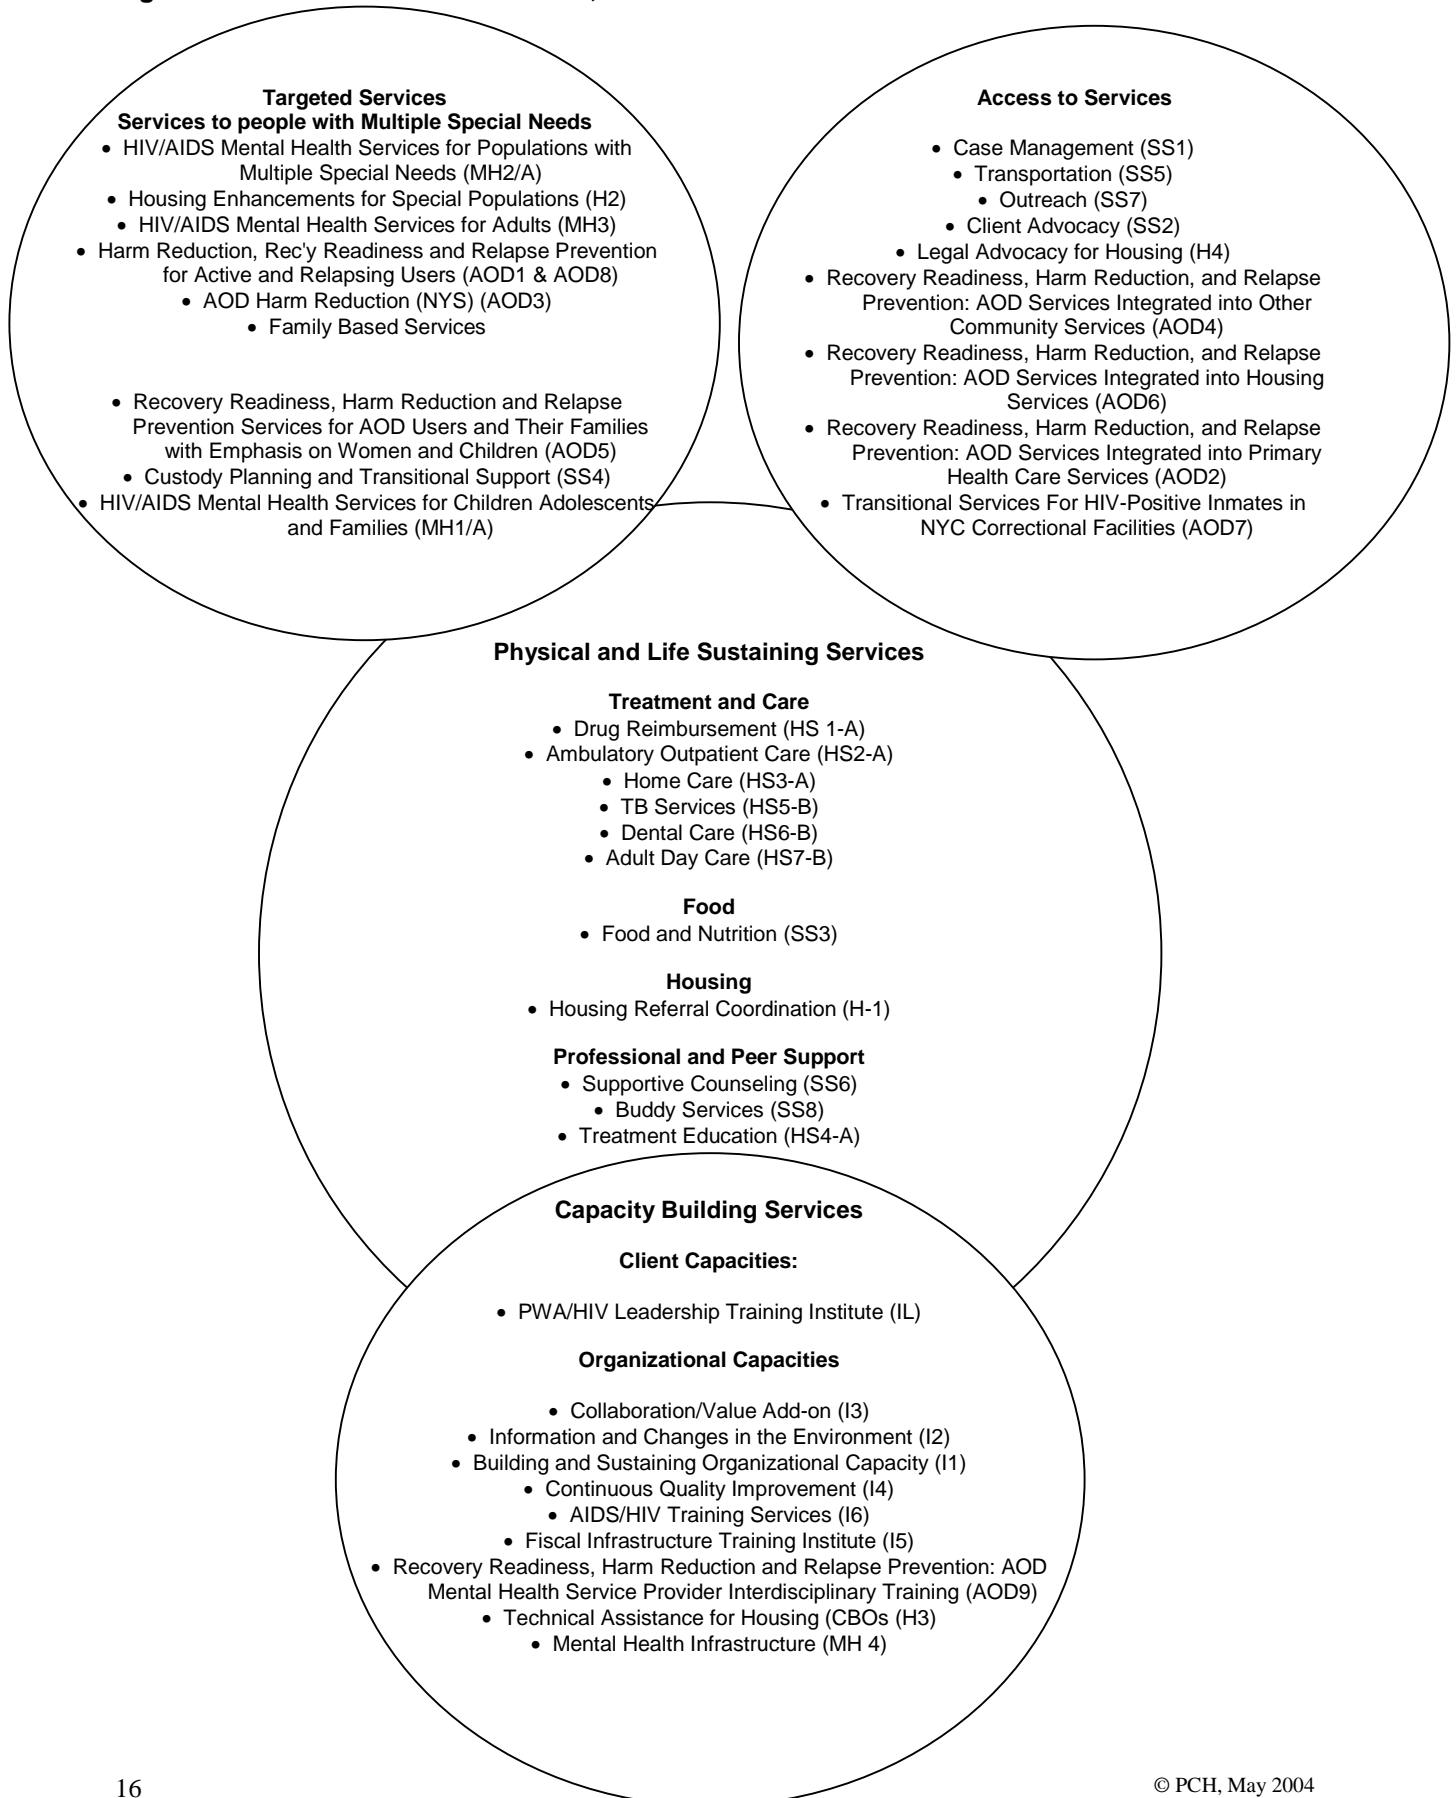 Targeted Services
Services to people with Multiple Special Needs
• HIV/AIDS Mental Health Services for Populations with
Multiple Special Needs (MH2/A)
• Housing Enhancements for Special Populations (H2)
• HIV/AIDS Mental Health Services for Adults (MH3)
• Harm Reduction, Rec'y Readiness and Relapse Prevention
for Active and Relapsing Users (AOD1 & AOD8)
• AOD Harm Reduction (NYS) (AOD3)
• Family Based Services
• Recovery Readiness, Harm Reduction and Relapse
Prevention Services for AOD Users and Their Families
with Emphasis on Women and Children (AOD5)
• Custody Planning and Transitional Support (SS4)
• HIV/AIDS Mental Health Services for Children Adolescents
and Families (MH1/A)
Access to Services
• Case Management (SS1)
• Transportation (SS5)
• Outreach (SS7)
• Client Advocacy (SS2)
• Legal Advocacy for Housing (H4)
• Recovery Readiness, Harm Reduction, and Relapse
Prevention: AOD Services Integrated into Other
Community Services (AOD4)
• Recovery Readiness, Harm Reduction, and Relapse
Prevention: AOD Services Integrated into Housing
Services (AOD6)
• Recovery Readiness, Harm Reduction, and Relapse
Prevention: AOD Services Integrated into Primary
Health Care Services (AOD2)
• Transitional Services For HIV-Positive Inmates in
NYC Correctional Facilities (AOD7)
Physical and Life Sustaining Services
Treatment and Care
• Drug Reimbursement (HS 1-A)
• Ambulatory Outpatient Care (HS2-A)
• Home Care (HS3-A)
• TB Services (HS5-B)
• Dental Care (HS6-B)
• Adult Day Care (HS7-B)
Food
• Food and Nutrition (SS3)
Housing
• Housing Referral Coordination (H-1)
Professional and Peer Support
• Supportive Counseling (SS6)
• Buddy Services (SS8)
• Treatment Education (HS4-A)
Capacity Building Services
Client Capacities:
• PWA/HIV Leadership Training Institute (IL)
Organizational Capacities
• Collaboration/Value Add-on (I3)
• Information and Changes in the Environment (I2)
• Building and Sustaining Organizational Capacity (I1)
• Continuous Quality Improvement (I4)
• AIDS/HIV Training Services (I6)
• Fiscal Infrastructure Training Institute (I5)
• Recovery Readiness, Harm Reduction and Relapse Prevention: AOD
Mental Health Service Provider Interdisciplinary Training (AOD9)
• Technical Assistance for Housing (CBOs (H3)
• Mental Health Infrastructure (MH 4)
16
© PCH, May 2004